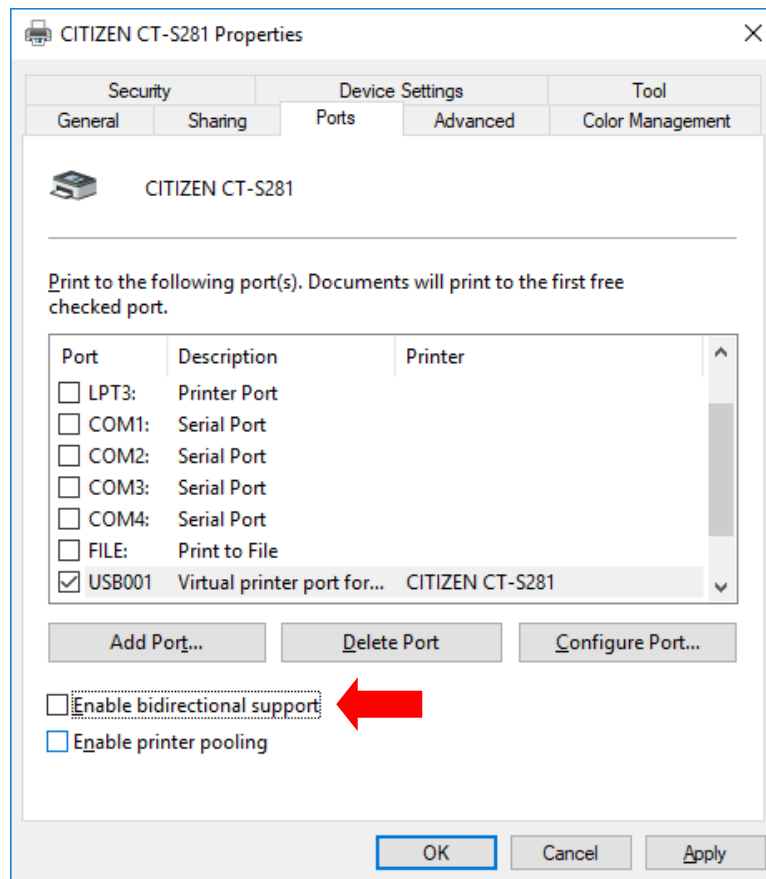 CITIZEN CT-S281 Properties
Security Device Settings Tool
General Sharing Ports Advanced Color Management
CITIZEN CT-S281
Print to the following port(s). Documents will print to the first free
checked port.
Port Description Printer
LPT3: Printer Port
COM1: Serial Port
COM2: Serial Port
COM3: Serial Port
COM4: Serial Port
FILE: Print to File
USB001 Virtual printer port for... CITIZEN CT-S281
Add Port... Delete Port Configure Port...
Enable bidirectional support
Enable printer pooling
OK Cancel Apply